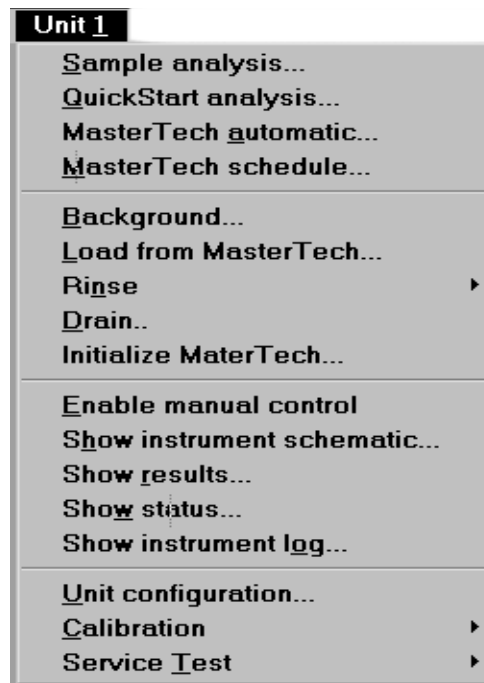 Unit 1
Sample analysis...
QuickStart analysis...
MasterTech automatic...
MasterTech schedule...
Background...
Load from MasterTech...
Rinse
Drain..
Initialize MaterTech...
Enable manual control
Show instrument schematic...
Show results...
Show status...
Show instrument log...
Unit configuration...
Calibration
Service Test